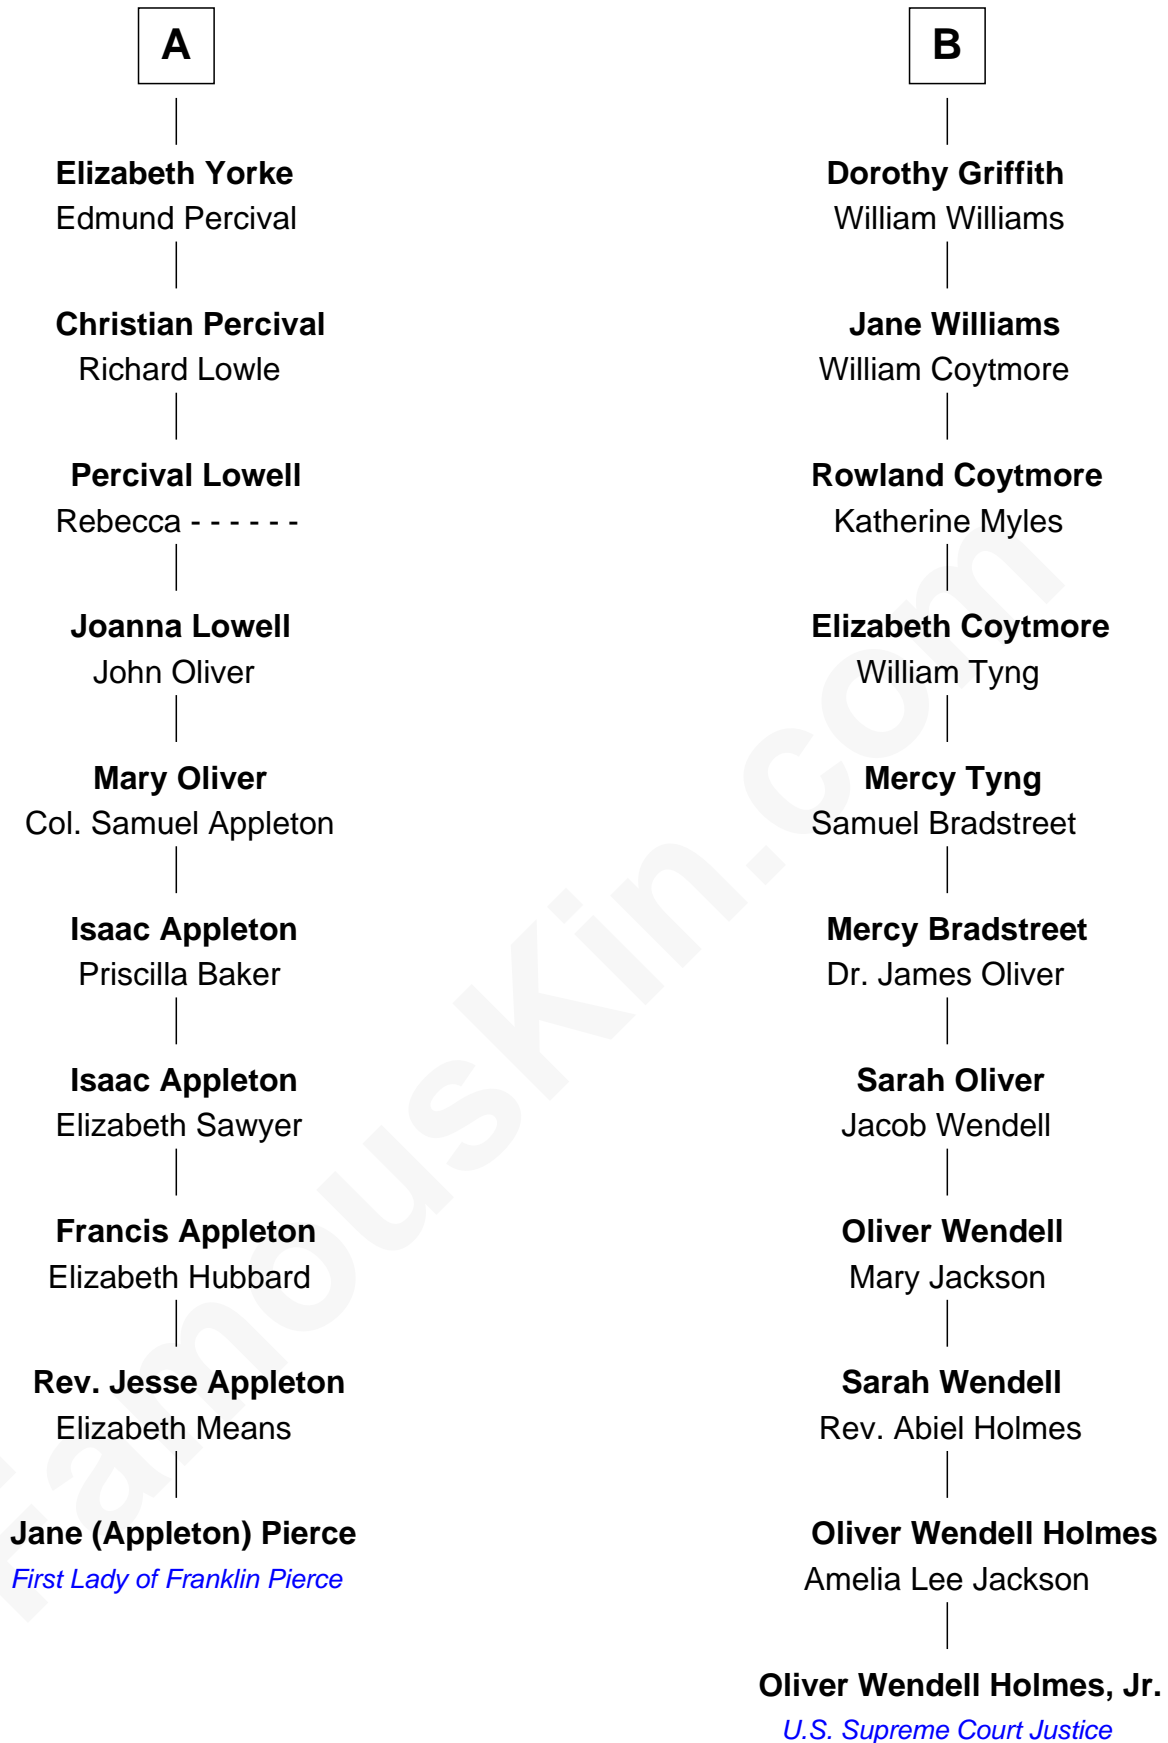 A
Elizabeth Yorke
Edmund Percival
Christian Percival
Richard Lowle
Percival Lowell
Rebecca - - - - - -
Joanna Lowell
John Oliver
Mary Oliver
Col. Samuel Appleton
Isaac Appleton
Priscilla Baker
Isaac Appleton
Elizabeth Sawyer
Francis Appleton
Elizabeth Hubbard
Rev. Jesse Appleton
Elizabeth Means
Jane (Appleton) Pierce
First Lady of Franklin Pierce
B
Dorothy Griffith
William Williams
Jane Williams
William Coytmore
Rowland Coytmore
Katherine Myles
Elizabeth Coytmore
William Tyng
Mercy Tyng
Samuel Bradstreet
Mercy Bradstreet
Dr. James Oliver
Sarah Oliver
Jacob Wendell
Oliver Wendell
Mary Jackson
Sarah Wendell
Rev. Abiel Holmes
Oliver Wendell Holmes
Amelia Lee Jackson
Oliver Wendell Holmes, Jr.
U.S. Supreme Court Justice
FamousKin.com